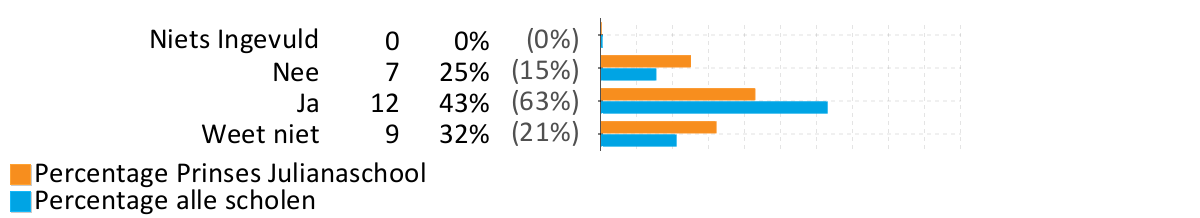 Niets Ingevuld 0 0% (0%)
Nee 7 25% (15%)
Ja 12 43% (63%)
Weet niet 9 32% (21%)
Percentage Prinses Julianaschool
Percentage alle scholen